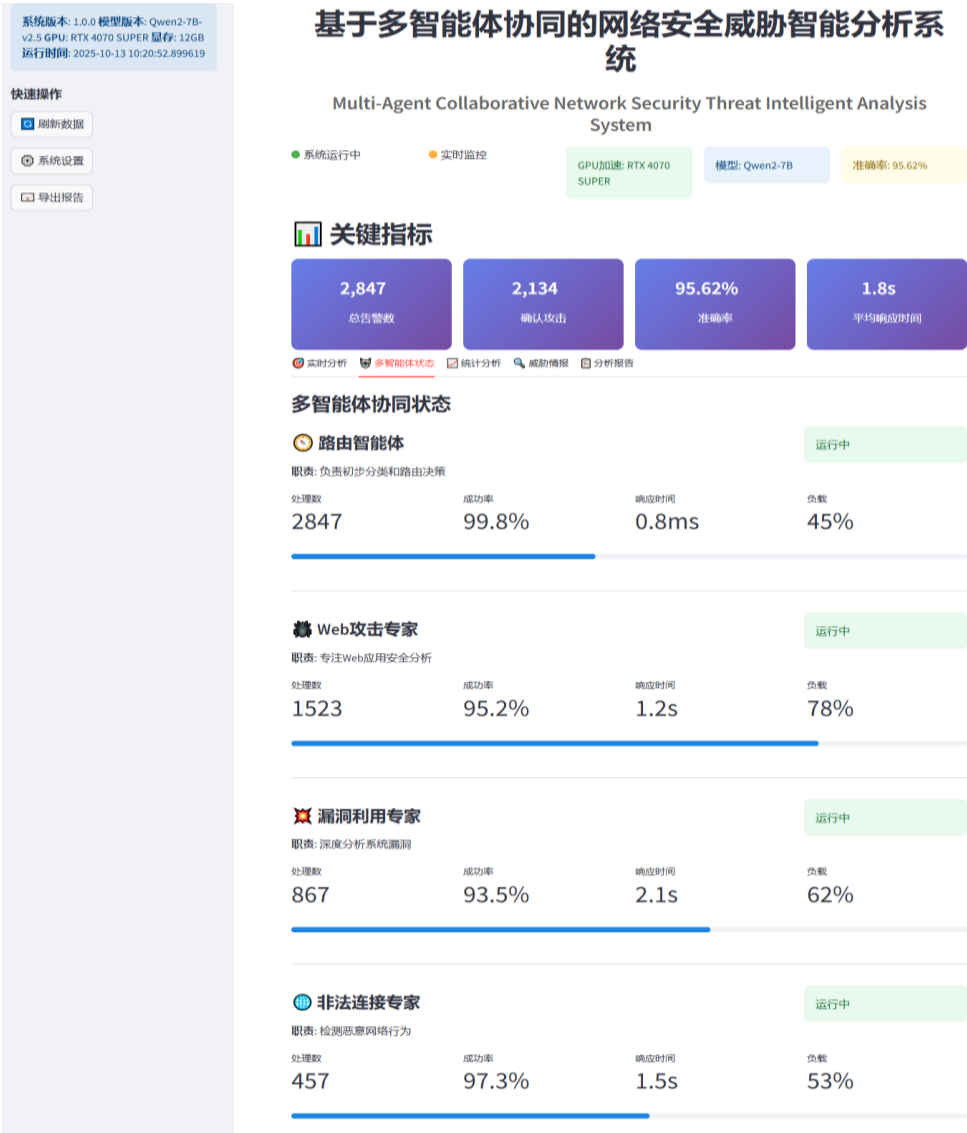 系统版本: 1.0.0 模型版本: Qwen2-7B-
v2.5 GPU: RTX 4070 SUPER 显存: 12GB
运行时间: 2025-10-13 10:20:52.899619
快速操作
刷新数据
系统设置
导出报告
基于多智能体协同的网络安全威胁智能分析系
统
Multi-Agent Collaborative Network Security Threat Intelligent Analysis
System
系统运行中
实时监控
GPU加速: RTX 4070
SUPER
模型: Qwen2-7B
准确率: 95.62%
关键指标
2,847
总告警数
2,134
确认攻击
95.62%
准确率
1.8s
平均响应时间
实时分析 多智能体状态 统计分析 威胁情报 分析报告
多智能体协同状态
路由智能体
运行中
职责: 负责初步分类和路由决策
处理数 成功率 响应时间 负载
2847 99.8% 0.8ms 45%
Web攻击专家
运行中
职责: 专注Web应用安全分析
处理数 成功率 响应时间 负载
1523 95.2% 1.2s 78%
漏洞利用专家
运行中
职责: 深度分析系统漏洞
处理数 成功率 响应时间 负载
867 93.5% 2.1s 62%
非法连接专家
运行中
职责: 检测恶意网络行为
处理数 成功率 响应时间 负载
457 97.3% 1.5s 53%